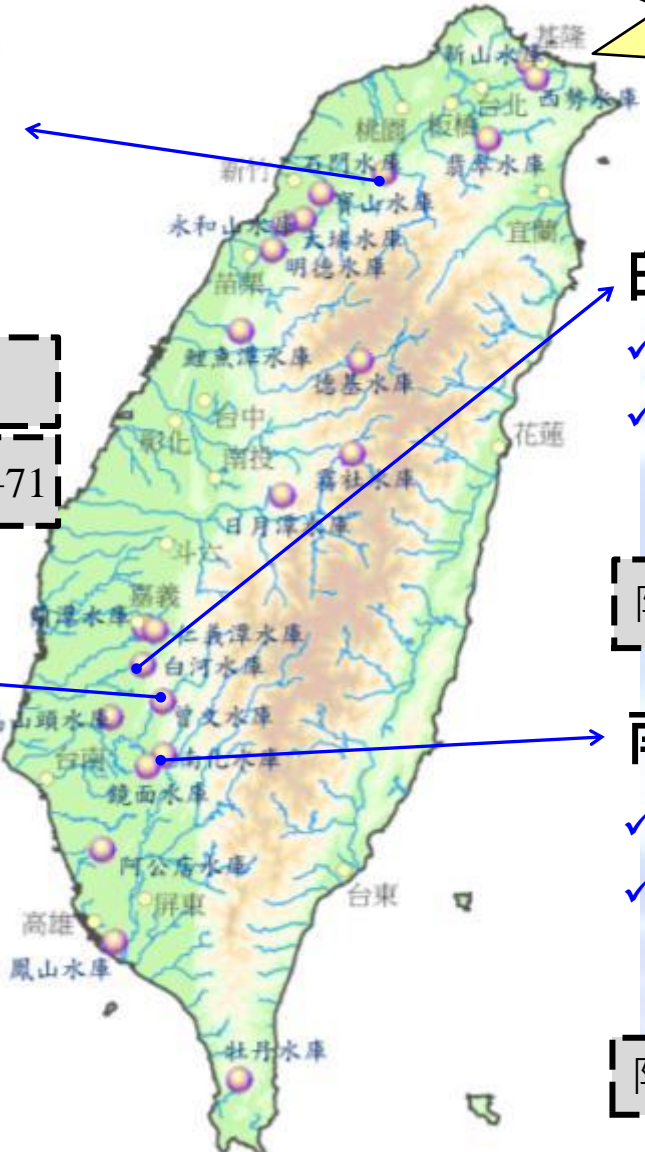 基隆
新山水庫
西勢水庫
台北
板橋
桃園
翡翠水庫
石門水庫
新竹
寶山水庫
宜蘭
永和山水庫
大埔水庫
明德水庫
苗栗
鯉魚潭水庫
德基水庫
台中
彰化
花蓮
南投
霧社水庫
-71
日月潭水庫
斗六
嘉義
蘭潭水庫
仁義潭水庫
白河水庫
曾文水庫
山頭水庫
台南
南化水庫
鏡面水庫
阿公店水庫
屏東
台東
高雄
鳳山水庫
牡丹水庫